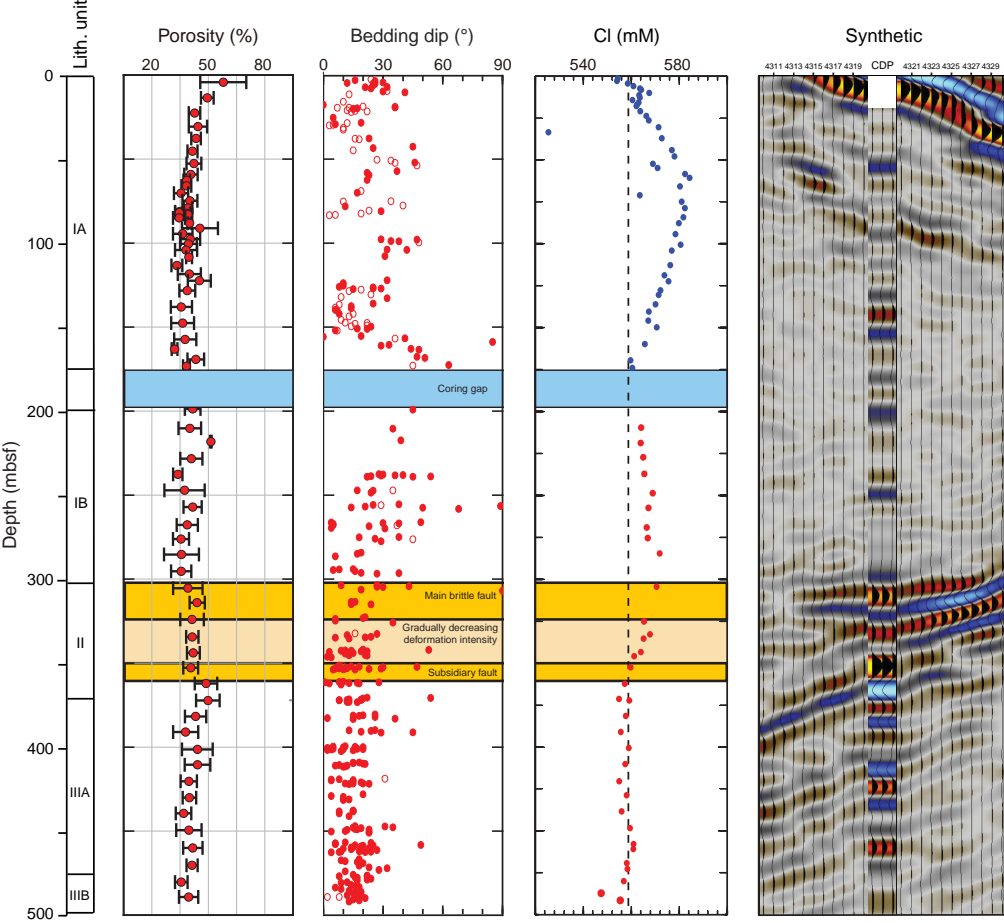 Lith. unit
Porosity (%)
Bedding dip (°)
Cl (mM)
Synthetic
20 50 80
0 30 60 90
540 580
4311 4313 4315 4317 4319 CDP 4321 4323 4325 4327 4329
Depth (mbsf)
0
100
200
300
400
500
IA
IB
II
IIIA
IIIB
Coring gap
Main brittle fault
Gradually decreasing
deformation intensity
Subsidiary fault